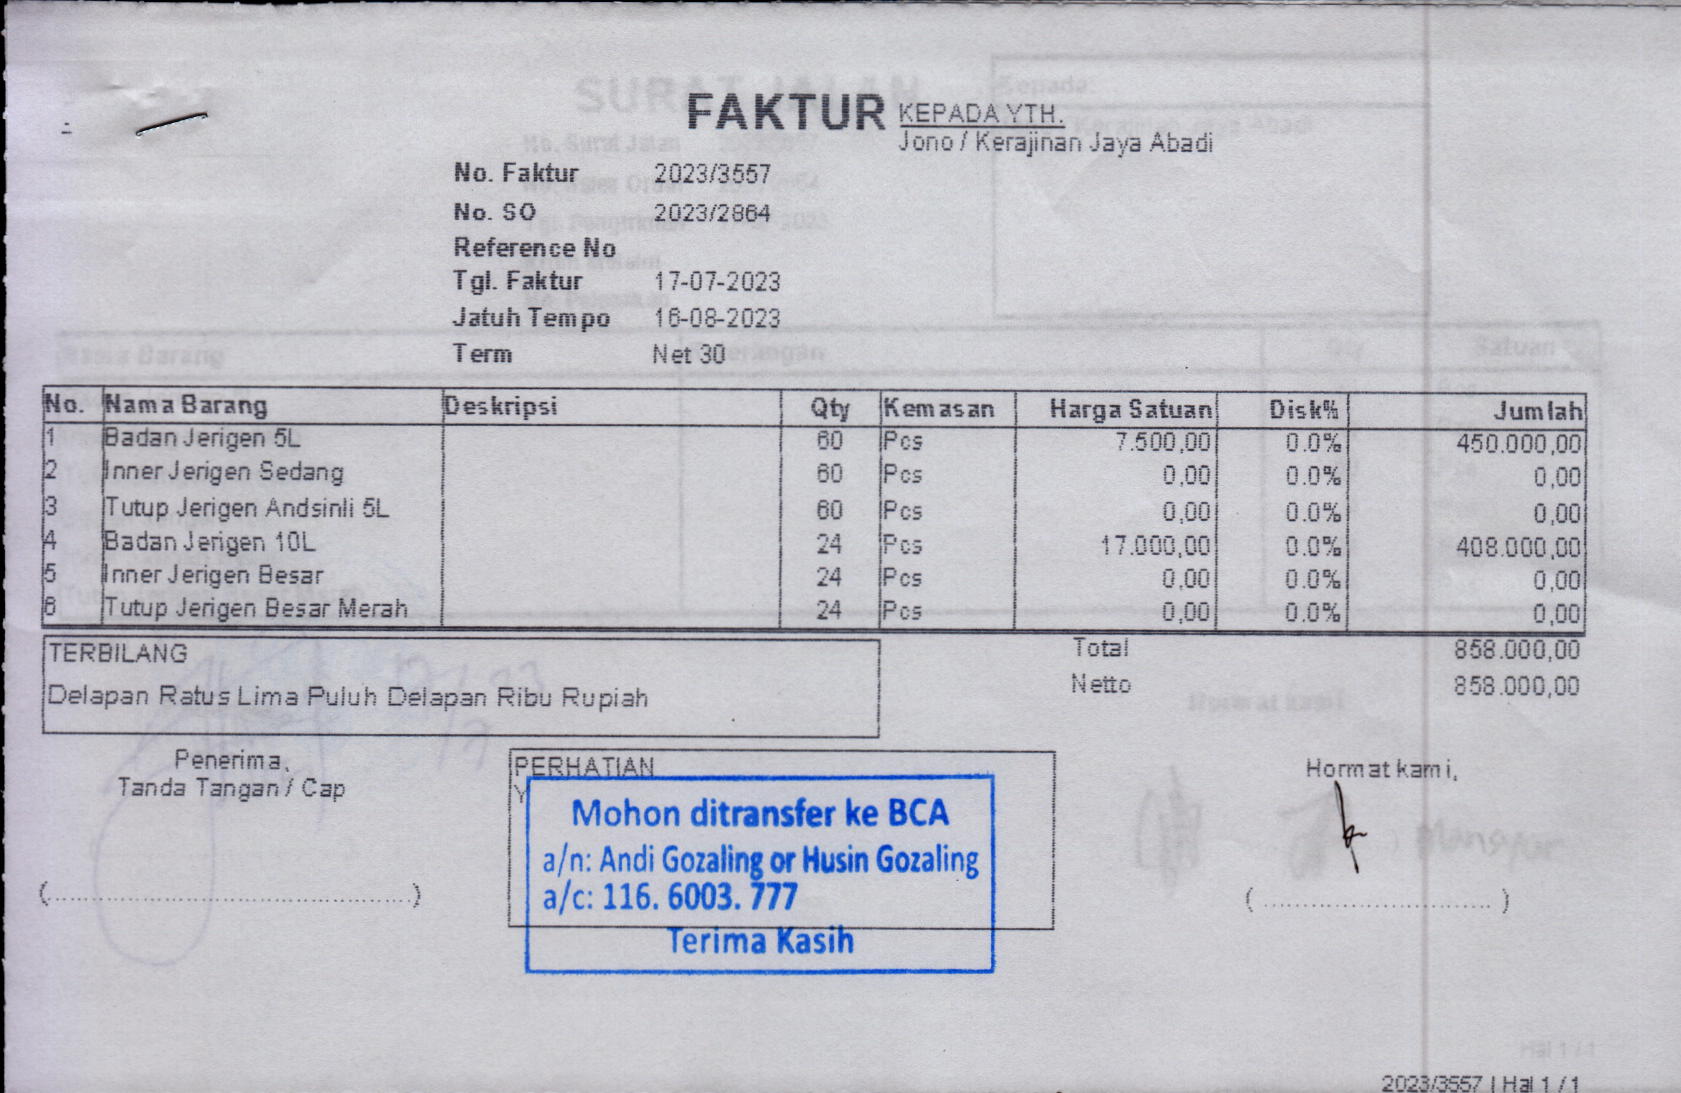 FAKTUR
KEPADA YTH.
Jono / Kerajinan Jaya Abadi
No. Faktur 2023/3557
No. SO 2023/2864
Reference No
Tgl. Faktur 17-07-2023
Jatuh Tempo 16-08-2023
Term Net 30
No. Nama Barang Deskripsi Qty Kemasan Harga Satuan Disk% Jumlah
1 Badan Jerigen 5L 60 Pcs 7.500,00 0.0% 450.000,00
2 Inner Jerigen Sedang 60 Pcs 0,00 0.0% 0,00
3 Tutup Jerigen Andsinli 5L 60 Pcs 0,00 0.0% 0,00
4 Badan Jerigen 10L 24 Pcs 17.000,00 0.0% 408.000,00
5 Inner Jerigen Besar 24 Pcs 0,00 0.0% 0,00
6 Tutup Jerigen Besar Merah 24 Pcs 0,00 0.0% 0,00
TERBILANG
Delapan Ratus Lima Puluh Delapan Ribu Rupiah
Total 858.000,00
Netto 858.000,00
Penerima,
Tanda Tangan / Cap
PERHATIAN
Mohon ditransfer ke BCA
a/n: Andi Gozaling or Husin Gozaling
a/c: 116. 6003. 777
Terima Kasih
Hormat kami,
(........................................)
(........................................)
2023/3557 | Hal 1 / 1